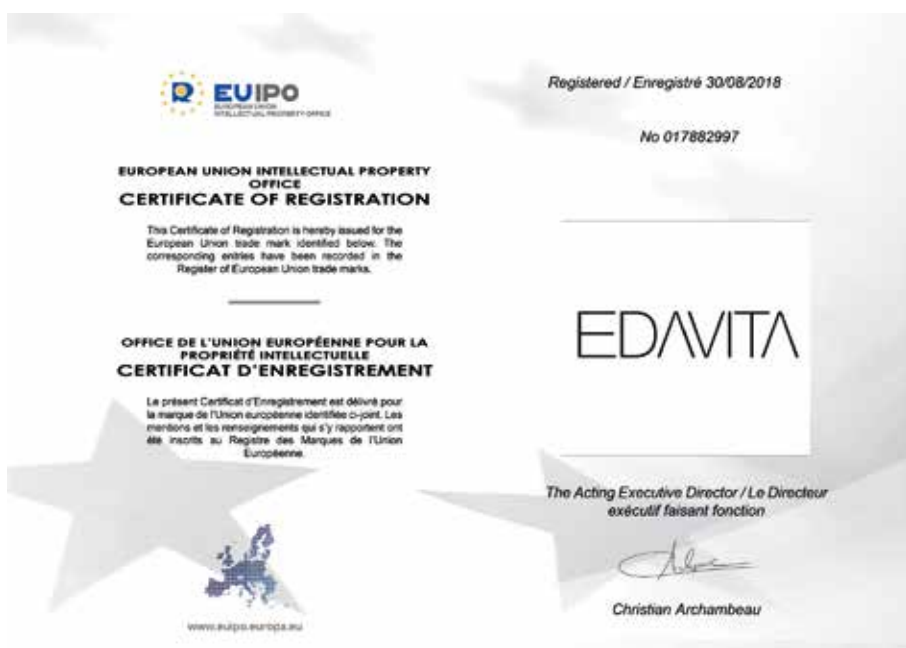 EUIPO
EUROPEAN UNION
INTELLECTUAL PROPERTY OFFICE
EUROPEAN UNION INTELLECTUAL PROPERTY
OFFICE
CERTIFICATE OF REGISTRATION
This Certificate of Registration is hereby issued for the
European Union trade mark identified below. The
corresponding entries have been recorded in the
Register of European Union trade marks.
OFFICE DE L'UNION EUROPÉENNE POUR LA
PROPRIÉTÉ INTELLECTUELLE
CERTIFICAT D'ENREGISTREMENT
Le présent Certificat d'Enregistrement est délivré pour
la marque de l'Union européenne identifiée ci-joint. Les
mentions et les renseignements qui s'y rapportent ont
été inscrits au Registre des Marques de l'Union
Européenne.
www.euipo.europa.eu
Registered / Enregistré 30/08/2018
No 017882997
EDAVITA
The Acting Executive Director / Le Directeur
exécutif faisant fonction
Christian Archambeau